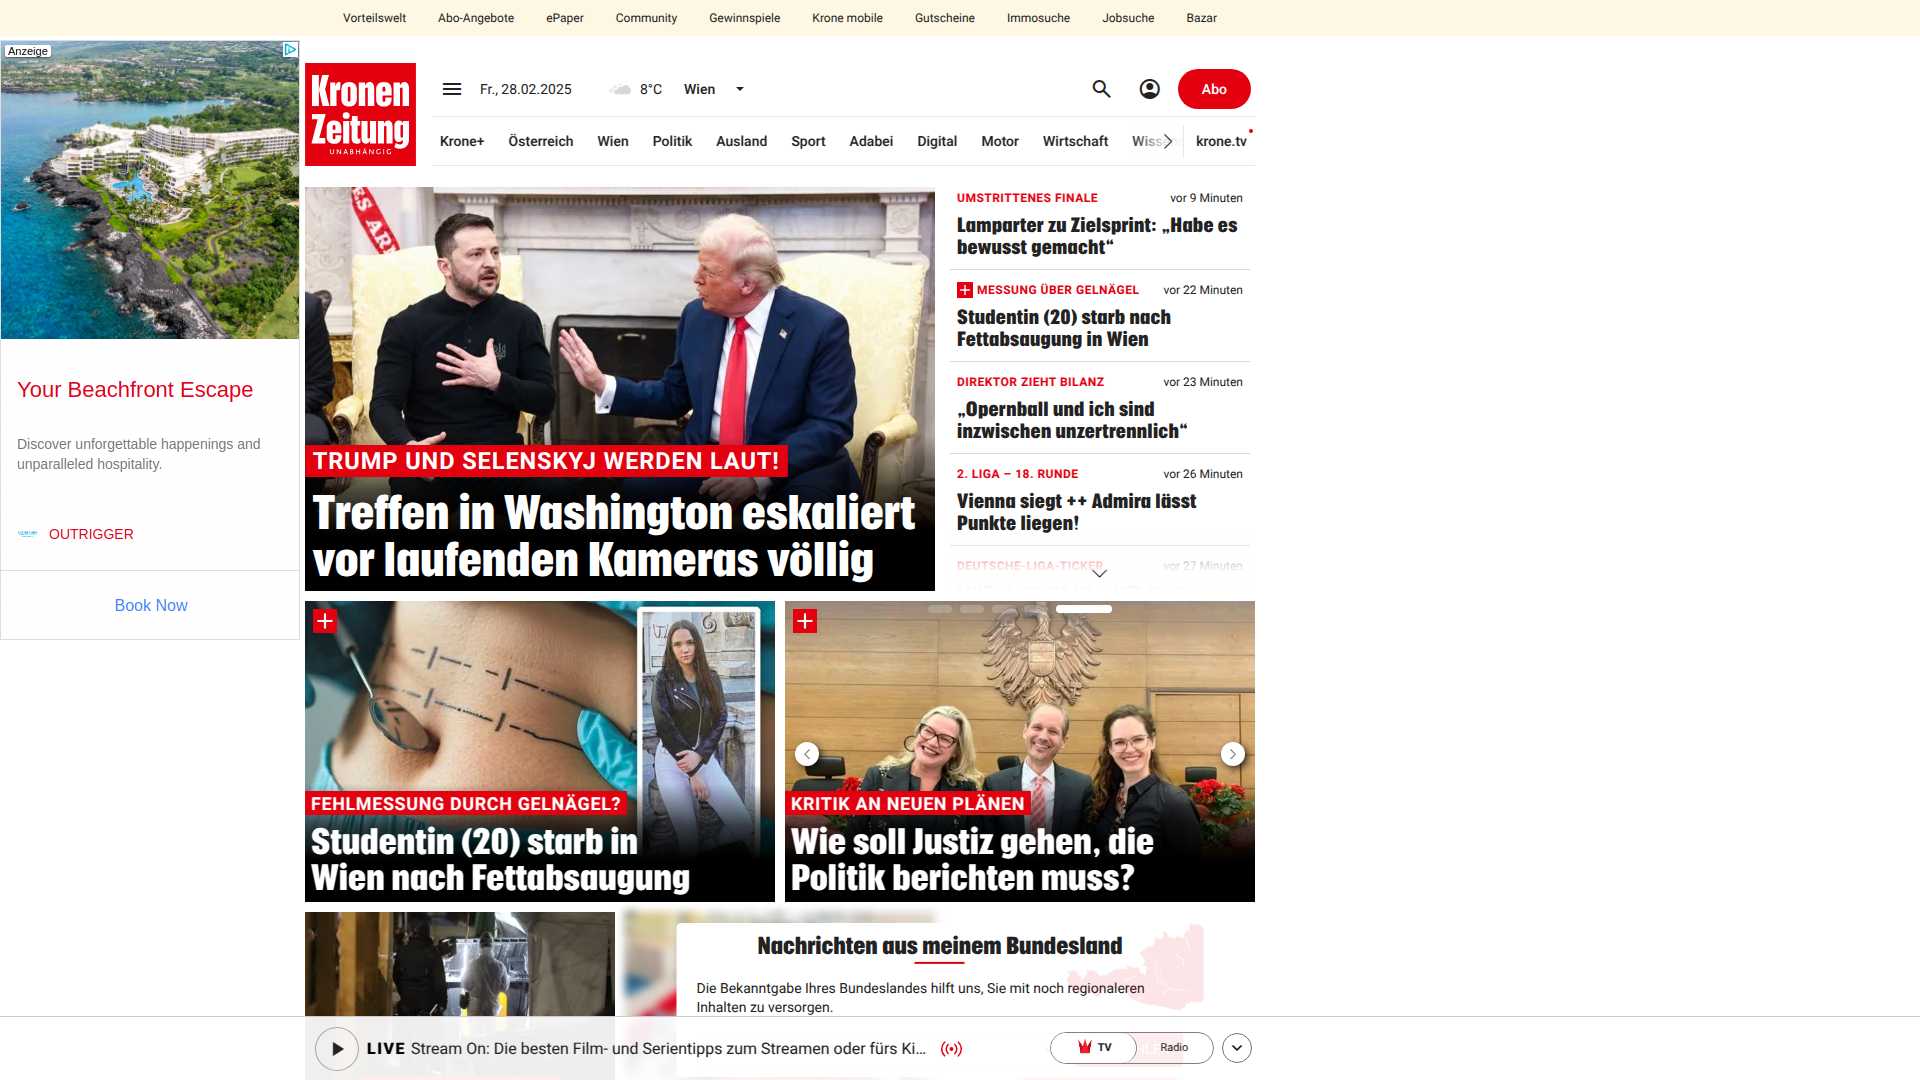 Vorteilswelt Abo-Angebote ePaper Community Gewinnspiele Krone mobile Gutscheine Immosuche Jobsuche Bazar
Anzeige
Your Beachfront Escape
Discover unforgettable happenings and
unparalleled hospitality.
OUTRIGGER
Book Now
Kronen
Zeitung
UNABHÄNGIG
Fr., 28.02.2025 8°C Wien
Abo
Krone+ Österreich Wien Politik Ausland Sport Adabei Digital Motor Wirtschaft krone.tv
TRUMP UND SELENSKYJ WERDEN LAUT!
Treffen in Washington eskaliert
vor laufenden Kameras völlig
UMSTRITTENES FINALE vor 9 Minuten
Lamparter zu Zielsprint: „Habe es
bewusst gemacht“
MESSUNG ÜBER GELNÄGEL vor 22 Minuten
Studentin (20) starb nach
Fettabsaugung in Wien
DIREKTOR ZIEHT BILANZ vor 23 Minuten
„Opernball und ich sind
inzwischen unzertrennlich“
2. LIGA – 18. RUNDE vor 26 Minuten
Vienna siegt ++ Admira lässt
Punkte liegen!
DEUTSCHE-LIGA-TICKER vor 27 Minuten
FEHLMESSUNG DURCH GELNÄGEL?
Studentin (20) starb in
Wien nach Fettabsaugung
KRITIK AN NEUEN PLÄNEN
Wie soll Justiz gehen, die
Politik berichten muss?
Nachrichten aus meinem Bundesland
Die Bekanntgabe Ihres Bundeslandes hilft uns, Sie mit noch regionaleren
Inhalten zu versorgen.
LIVE Stream On: Die besten Film- und Serientipps zum Streamen oder fürs Ki...
TV Radio